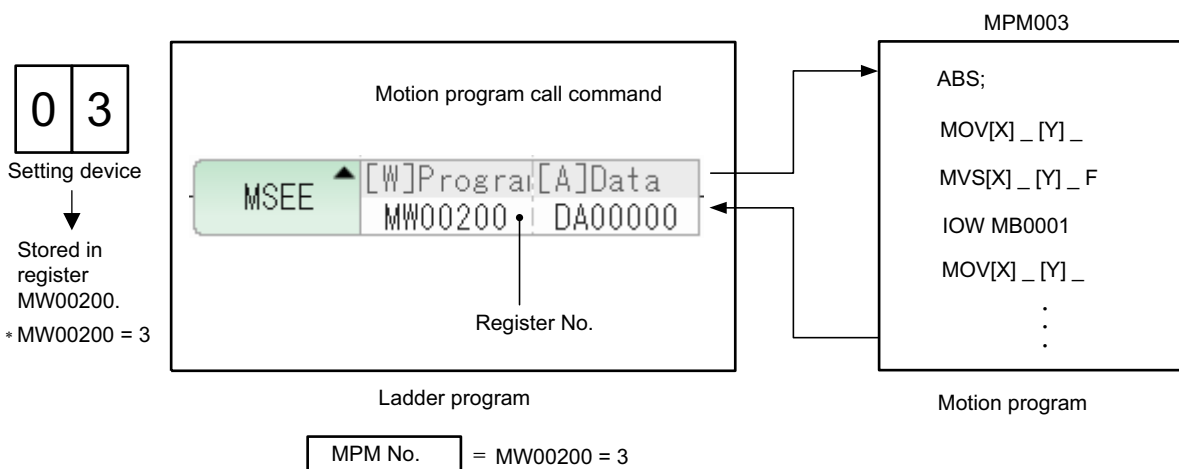 0 3
Setting device
Stored in
register
MW00200.
* MW00200 = 3
Motion program call command
MSEE
[W]Progra [A]Data
MW00200 DA00000
Register No.
Ladder program
MPM No. = MW00200 = 3
MPM003
ABS;
MOV[X] _ [Y] _
MVS[X] _ [Y] _ F
IOW MB0001
MOV[X] _ [Y] _
.
.
.
Motion program